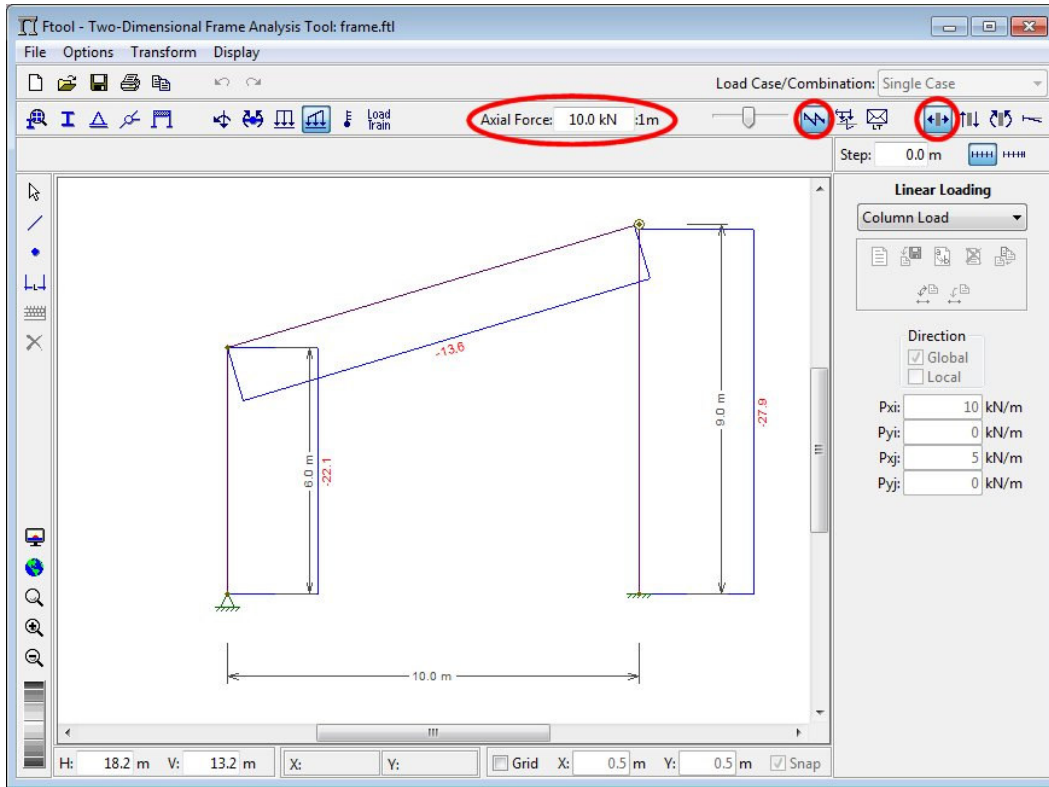 Ftool - Two-Dimensional Frame Analysis Tool: frame.ftl
File Options Transform Display
Load Case/Combination: Single Case
Load Train
Axial Force: 10.0 kN :1m
LT
Step: 0.0 m
Linear Loading
Column Load
Direction
Global
Local
Pxi: 10 kN/m
Pyi: 0 kN/m
Pxj: 5 kN/m
Pyj: 0 kN/m
-13.6
6.0 m
-22.1
9.0 m
-27.9
10.0 m
H: 18.2 m V: 13.2 m X: Y: Grid X: 0.5 m Y: 0.5 m Snap